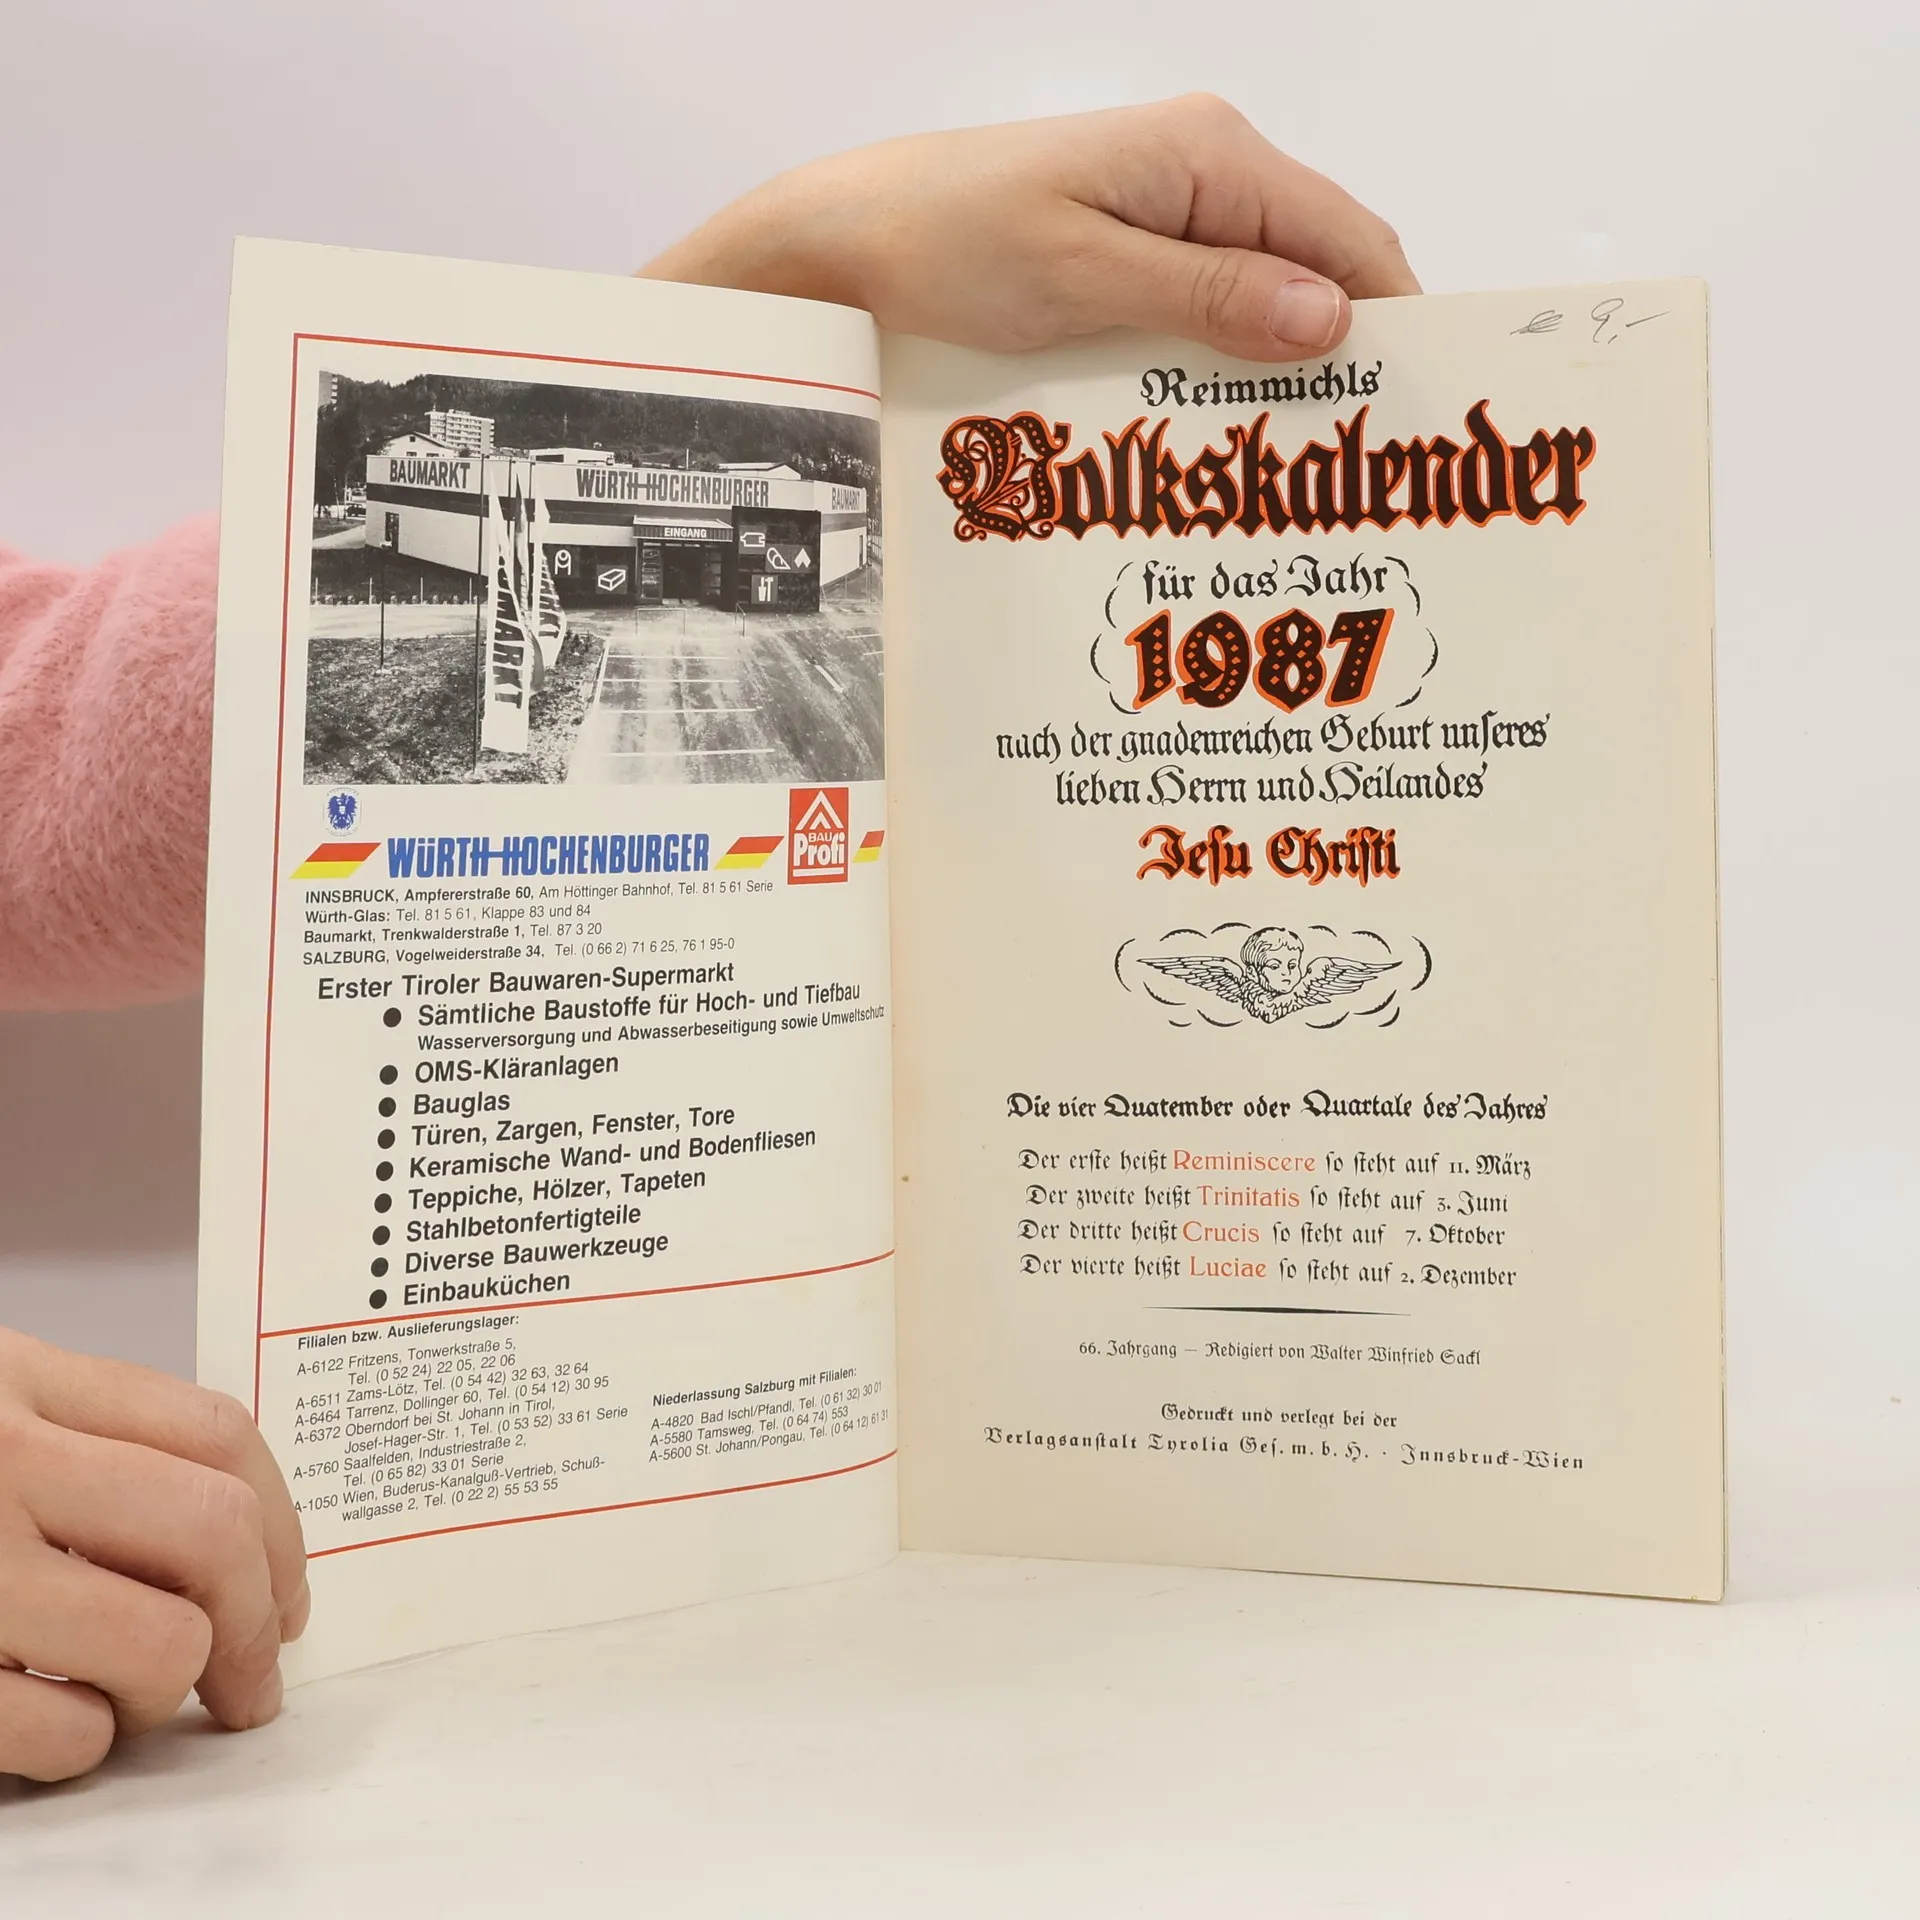 BAUMARKT
WÜRTH-HOCHENBURGER
BAUMARKT
EINGANG
BAUMARKT
WÜRTH-HOCHENBURGER
BAU
Profi
INNSBRUCK, Ampfererstraße 60, Am Höttinger Bahnhof, Tel. 81 5 61 Serie
Würth-Glas: Tel. 81 5 61, Klappe 83 und 84
Baumarkt, Trenkwalderstraße 1, Tel. 87 3 20
SALZBURG, Vogelweiderstraße 34, Tel. (0 66 2) 71 6 25, 76 1 95-0
Erster Tiroler Bauwaren-Supermarkt
● Sämtliche Baustoffe für Hoch- und Tiefbau
Wasserversorgung und Abwasserbeseitigung sowie Umweltschutz
● OMS-Kläranlagen
● Bauglas
● Türen, Zargen, Fenster, Tore
● Keramische Wand- und Bodenfliesen
● Teppiche, Hölzer, Tapeten
● Stahlbetonfertigteile
● Diverse Bauwerkzeuge
● Einbauküchen
Filialen bzw. Auslieferungslager:
A-6122 Fritzens, Tonwerkstraße 5,
Tel. (0 52 24) 22 05, 22 06
A-6511 Zams-Lötz, Tel. (0 54 42) 32 63, 32 64
A-6464 Tarrenz, Dollinger 60, Tel. (0 54 12) 30 95
A-6372 Oberndorf bei St. Johann in Tirol,
Josef-Hager-Str. 1, Tel. (0 53 52) 33 61 Serie
A-5760 Saalfelden, Industriestraße 2,
Tel. (0 65 82) 33 01 Serie
A-1050 Wien, Buderus-Kanalguß-Vertrieb, Schuß-
wallgasse 2, Tel. (0 22 2) 55 53 55
Niederlassung Salzburg mit Filialen:
A-4820 Bad Ischl/Pfandl, Tel. (0 61 32) 30 01
A-5580 Tamsweg, Tel. (0 64 74) 553
A-5600 St. Johann/Pongau, Tel. (0 64 12) 61 31
9,-
Reimmichls
Volkskalender
für das Jahr
1987
nach der gnadenreichen Geburt unseres
lieben Herrn und Heilandes
Jesu Christi
Die vier Quatember oder Quartale des Jahres
Der erste heißt Reminiscere so steht auf 11. März
Der zweite heißt Trinitatis so steht auf 3. Juni
Der dritte heißt Crucis so steht auf 7. Oktober
Der vierte heißt Luciae so steht auf 2. Dezember
66. Jahrgang — Redigiert von Walter Winfried Sackl
Gedruckt und verlegt bei der
Verlagsanstalt Tyrolia Ges. m. b. H. · Innsbruck-Wien